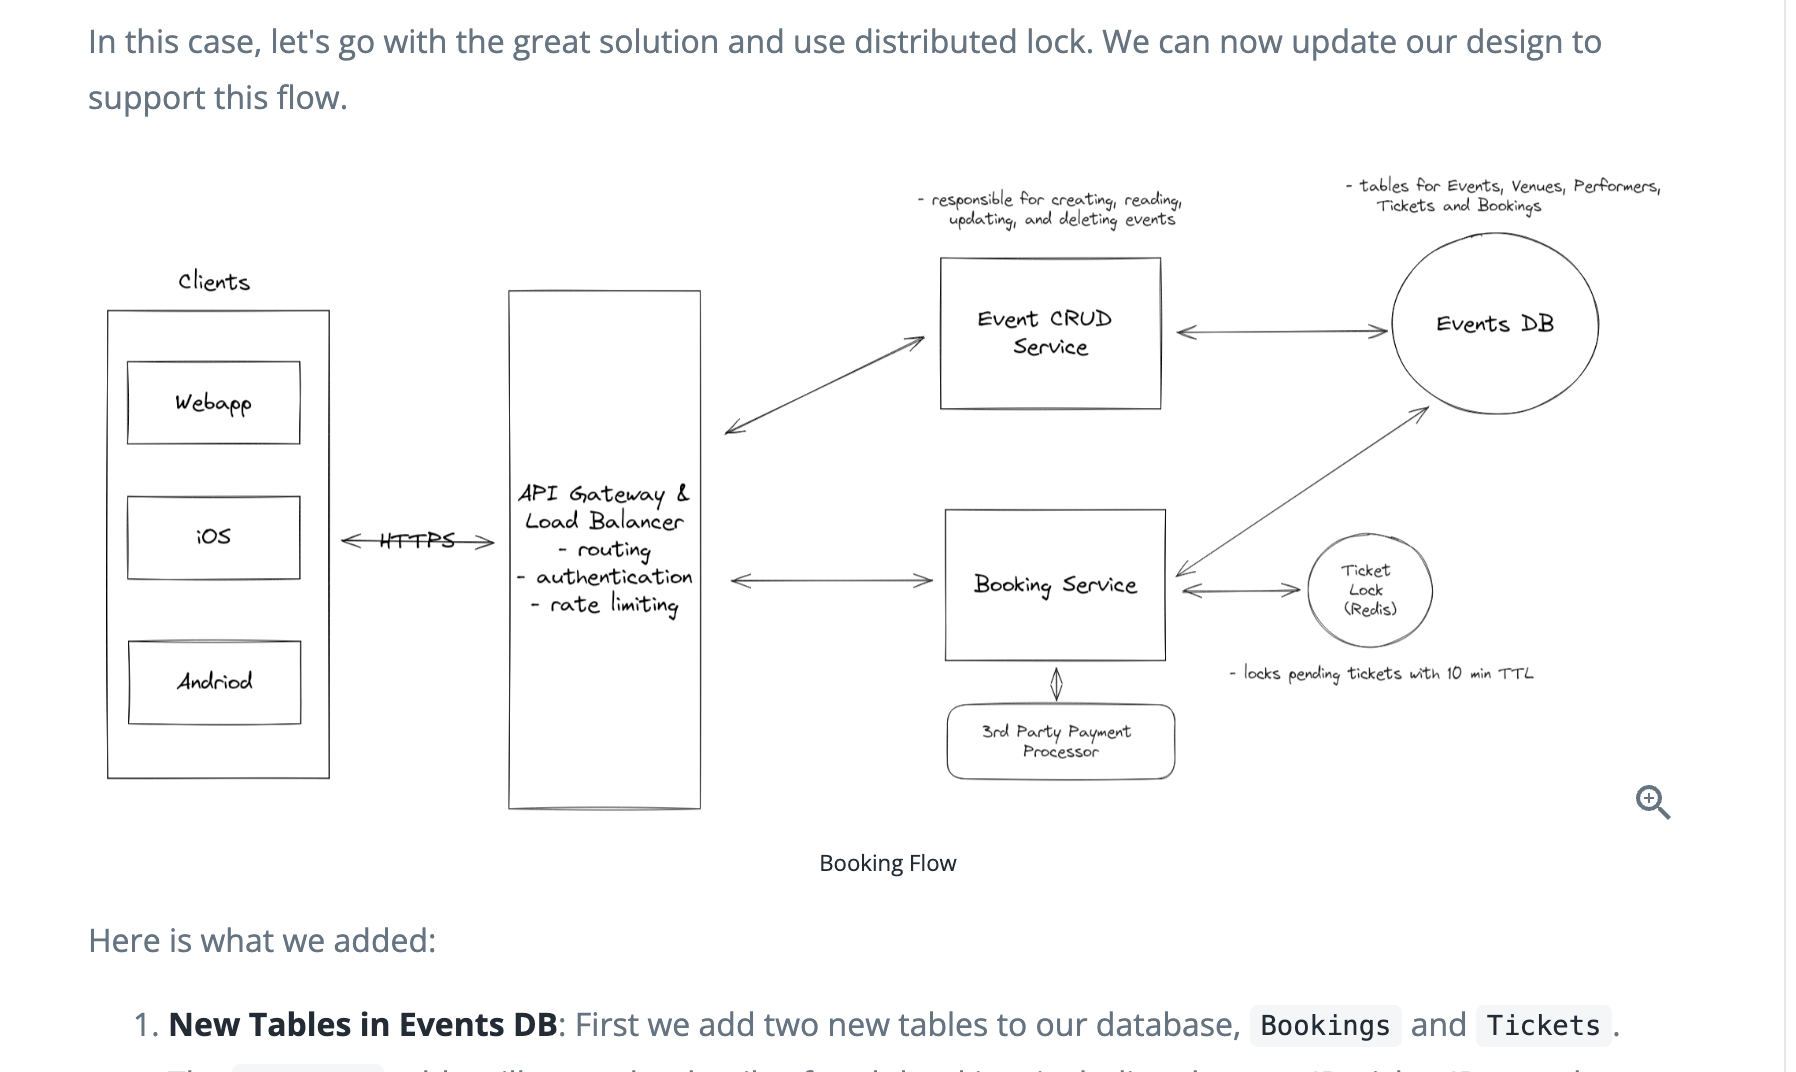 In this case, let's go with the great solution and use distributed lock. We can now update our design to
support this flow.
- responsible for creating, reading,
updating, and deleting events
- tables for Events, Venues, Performers,
Tickets and Bookings
Clients
Webapp
iOS
Andriod
HTTPS
API Gateway &
Load Balancer
- routing
- authentication
- rate limiting
Event CRUD
Service
Events DB
Booking Service
Ticket
Lock
(Redis)
- locks pending tickets with 10 min TTL
3rd Party Payment
Processor
Booking Flow
Here is what we added:
1. New Tables in Events DB: First we add two new tables to our database, Bookings and Tickets.